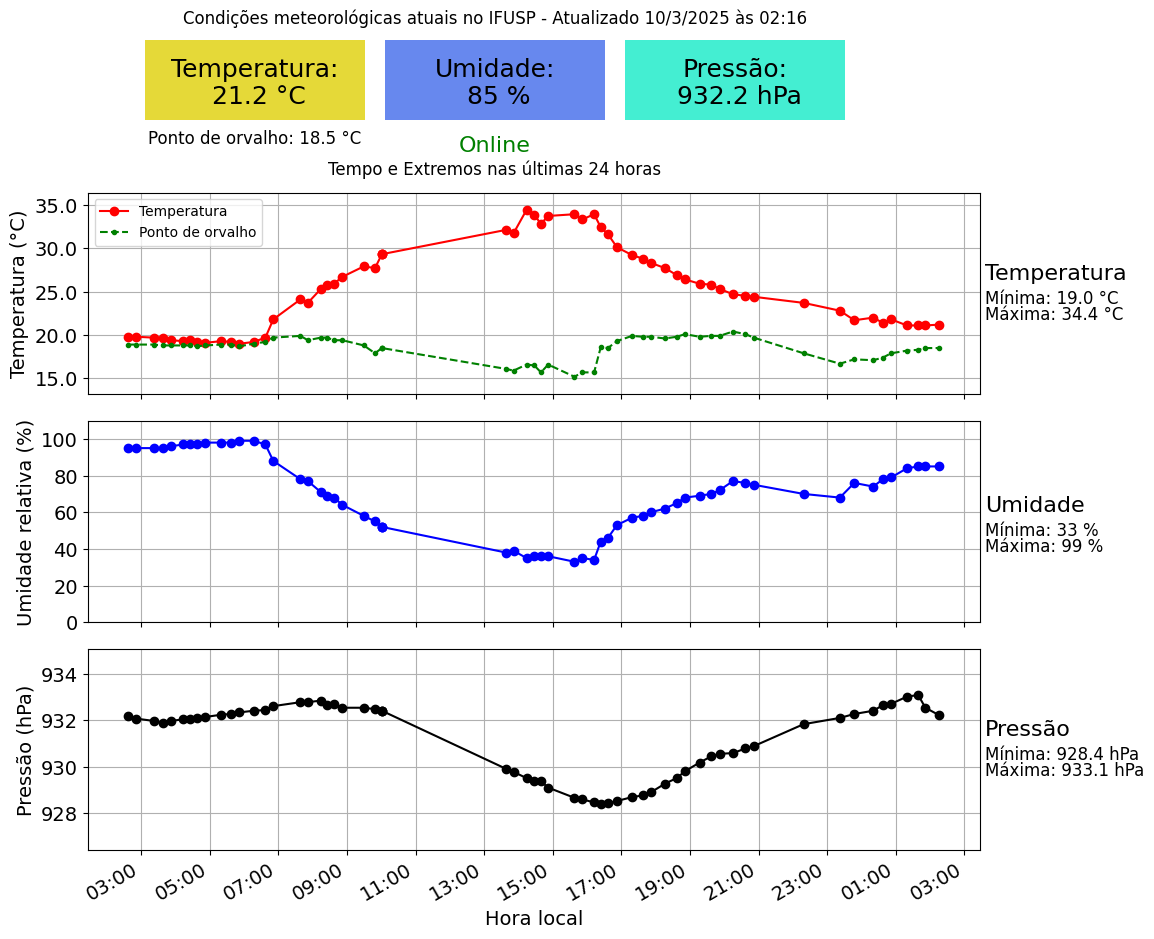 Condições meteorológicas atuais no IFUSP - Atualizado 10/3/2025 às 02:16
Temperatura:
21.2 °C
Umidade:
85 %
Pressão:
932.2 hPa
Ponto de orvalho: 18.5 °C
Online
Tempo e Extremos nas últimas 24 horas
Temperatura (°C)
35.0
30.0
25.0
20.0
15.0
Temperatura
Ponto de orvalho
Temperatura
Mínima: 19.0 °C
Máxima: 34.4 °C
Umidade relativa (%)
100
80
60
40
20
0
Umidade
Mínima: 33 %
Máxima: 99 %
Pressão (hPa)
934
932
930
928
Pressão
Mínima: 928.4 hPa
Máxima: 933.1 hPa
03:00 05:00 07:00 09:00 11:00 13:00 15:00 17:00 19:00 21:00 23:00 01:00 03:00
Hora local